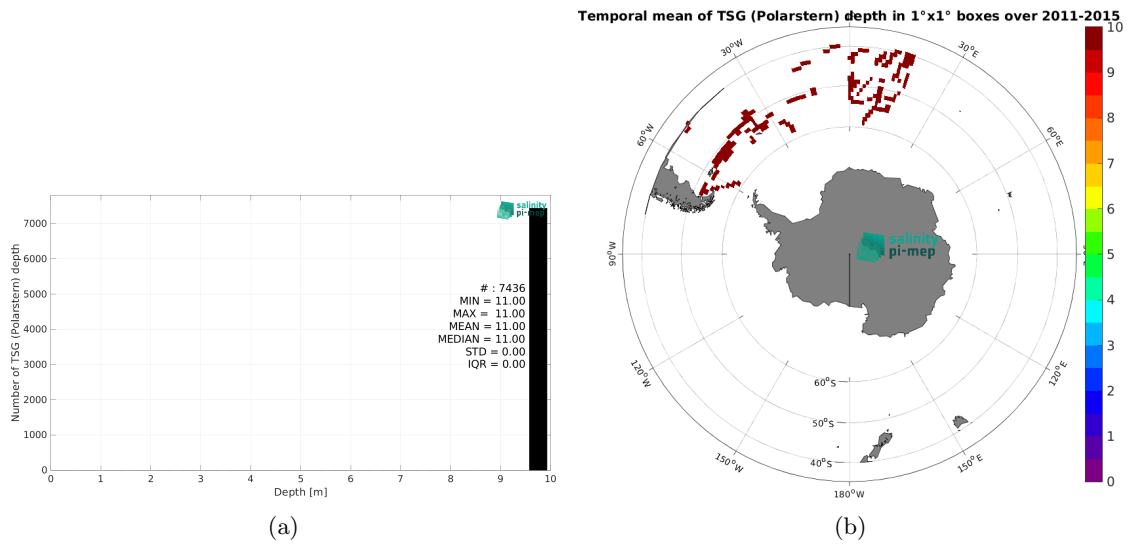 Temporal mean of TSG (Polarstern) depth in 1°x1° boxes over 2011-2015
salinity
pi-mep
Number of TSG (Polarstern) depth
7000
6000
5000
4000
3000
2000
1000
0
# : 7436
MIN = 11.00
MAX = 11.00
MEAN = 11.00
MEDIAN = 11.00
STD = 0.00
IQR = 0.00
0 1 2 3 4 5 6 7 8 9 10
Depth [m]
(a)
30°W
30°E
60°W
60°E
90°W
salinity
pi-mep
120°W
120°E
60°S
50°S
40°S
150°W
150°E
180°W
10
9
8
7
6
5
4
3
2
1
0
(b)